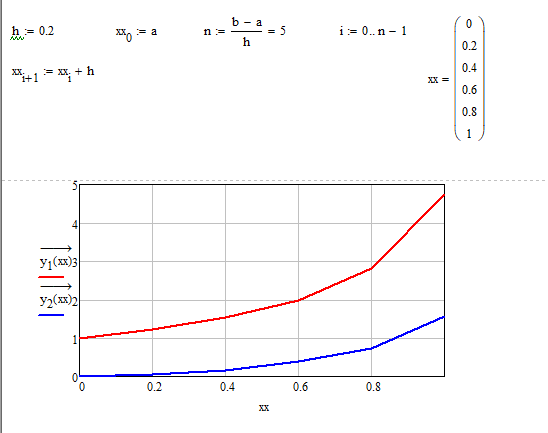 h := 0.2    xx0 := a    n := (b − a)/h = 5    i := 0.. n − 1
xxi+1 := xxi + h
xx = (0 0.2 0.4 0.6 0.8 1)
5
4
3
2
1
0
y1(xx)
y2(xx)
0 0.2 0.4 0.6 0.8
xx